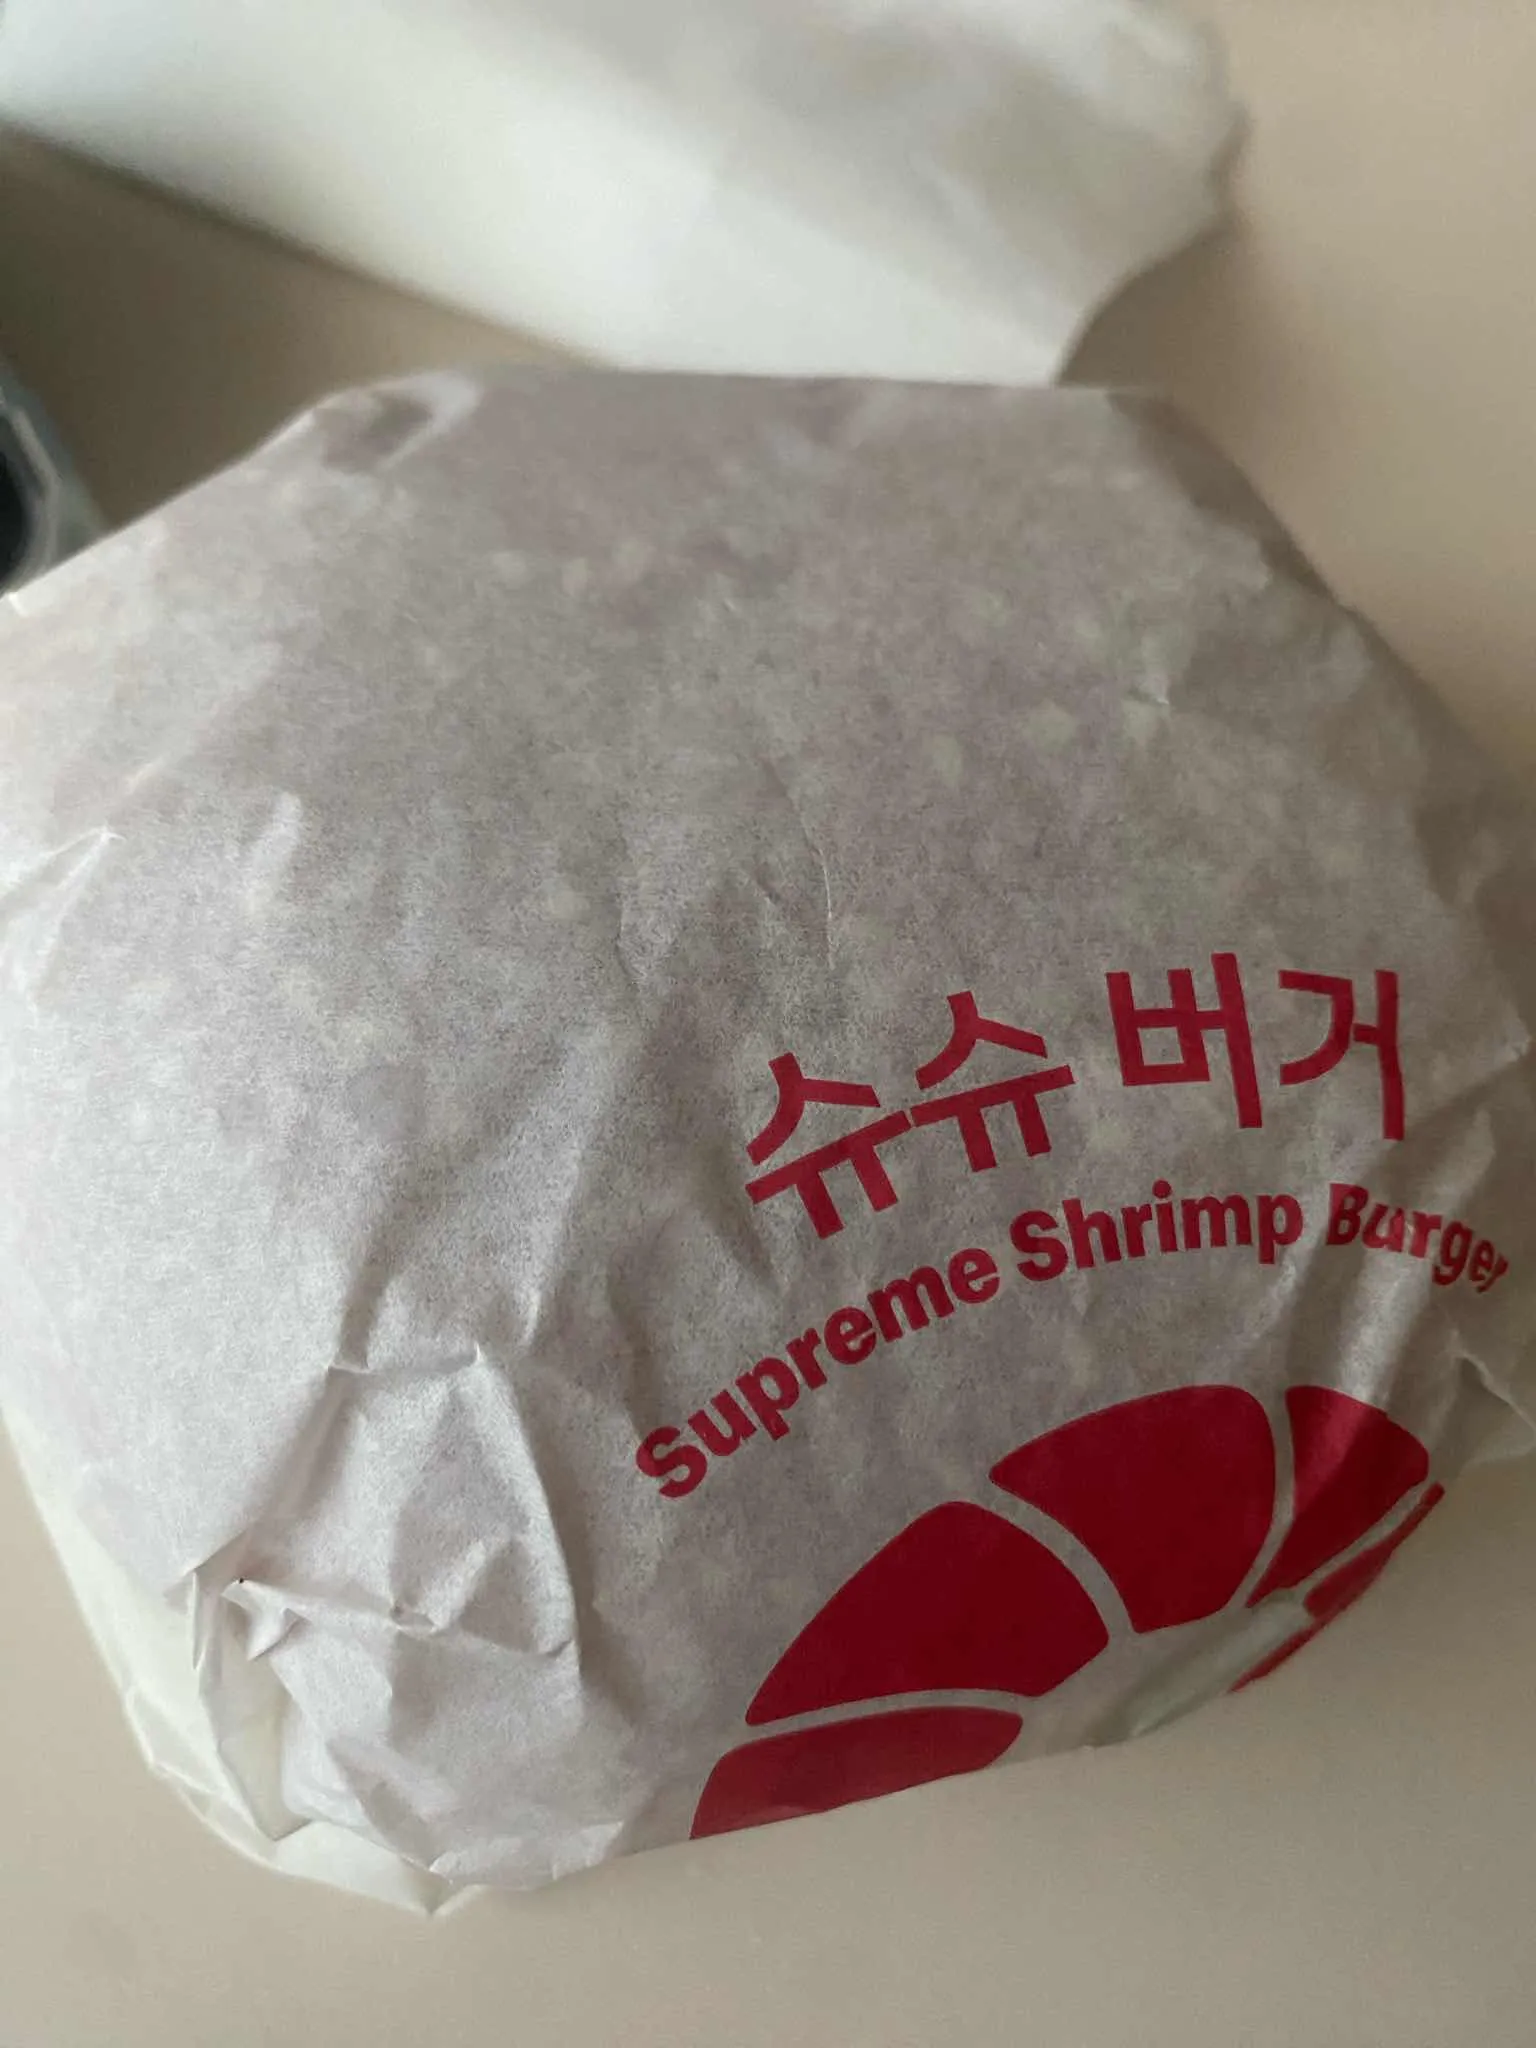 슈슈버거
Supreme Shrimp Burger